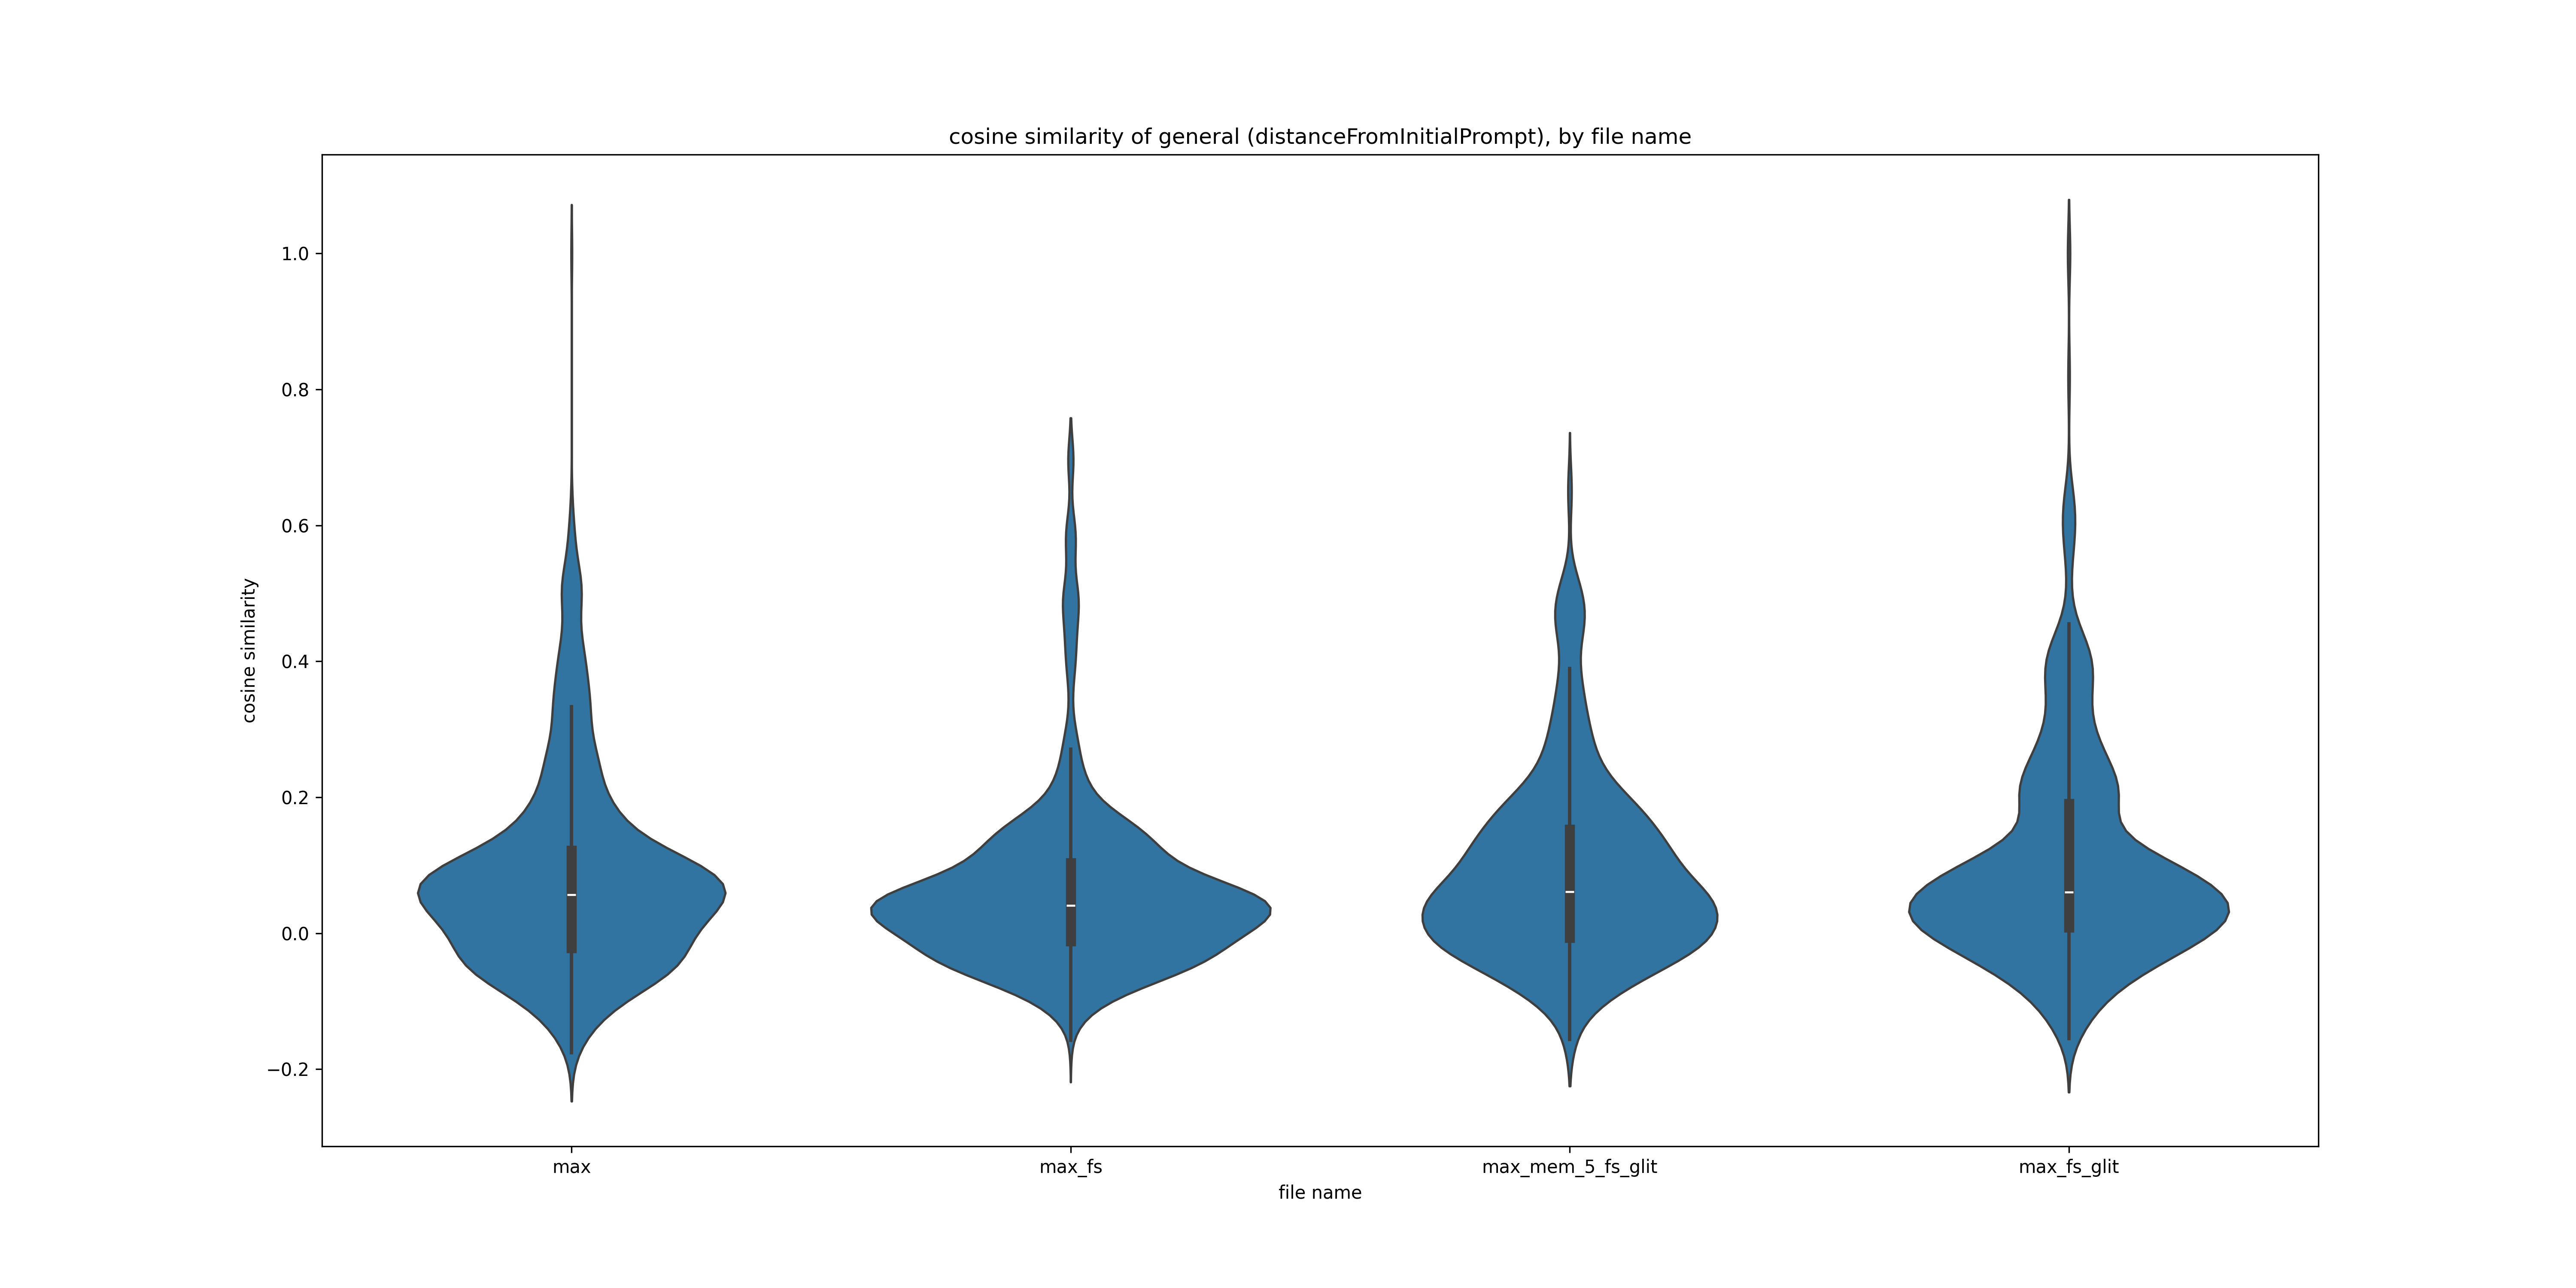 cosine similarity of general (distanceFromInitialPrompt), by file name
1.0
0.8
0.6
0.4
0.2
0.0
−0.2
cosine similarity
max
max_fs
max_mem_5_fs_glit
max_fs_glit
file name